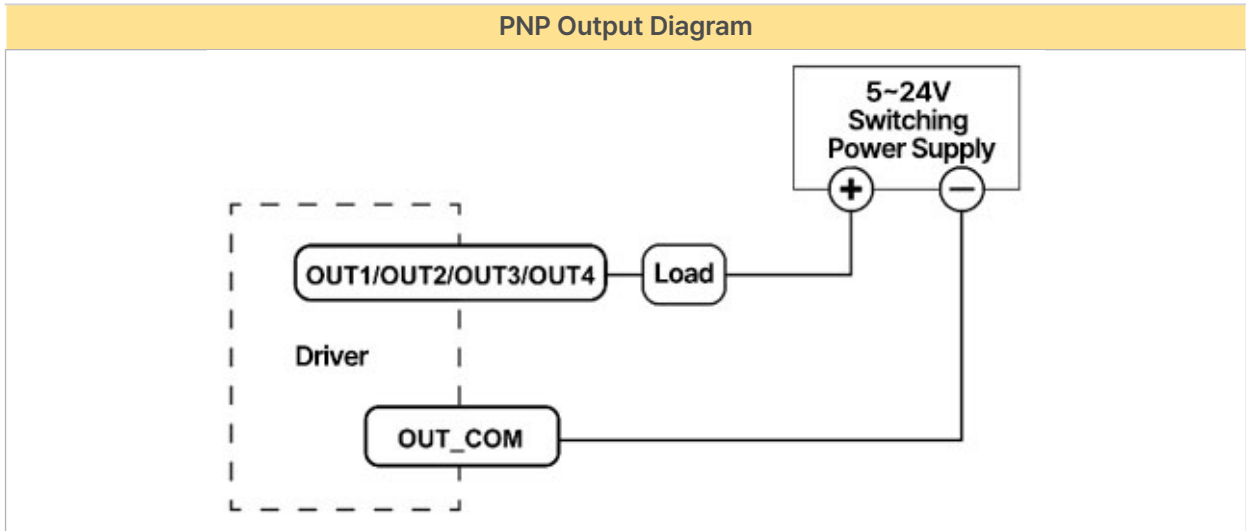 PNP Output Diagram
5~24V
Switching
Power Supply
+
−
OUT1/OUT2/OUT3/OUT4
Load
Driver
OUT_COM